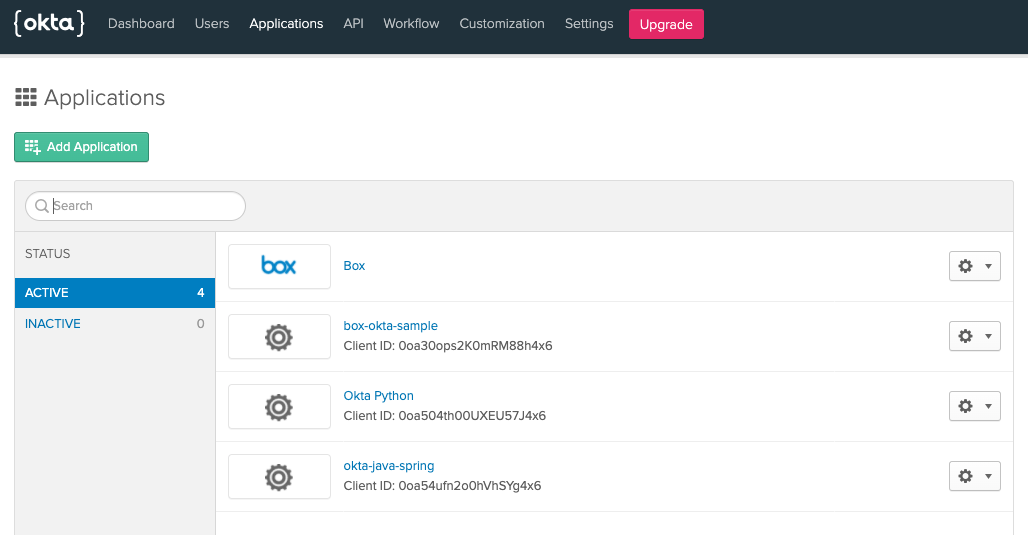 {okta} Dashboard Users Applications API Workflow Customization Settings Upgrade
Applications
Add Application
Search
STATUS
ACTIVE 4
INACTIVE 0
box Box
box-okta-sample
Client ID: 0oa30ops2K0mRM88h4x6
Okta Python
Client ID: 0oa504th00UXEU57J4x6
okta-java-spring
Client ID: 0oa54ufn2o0hVhSYg4x6